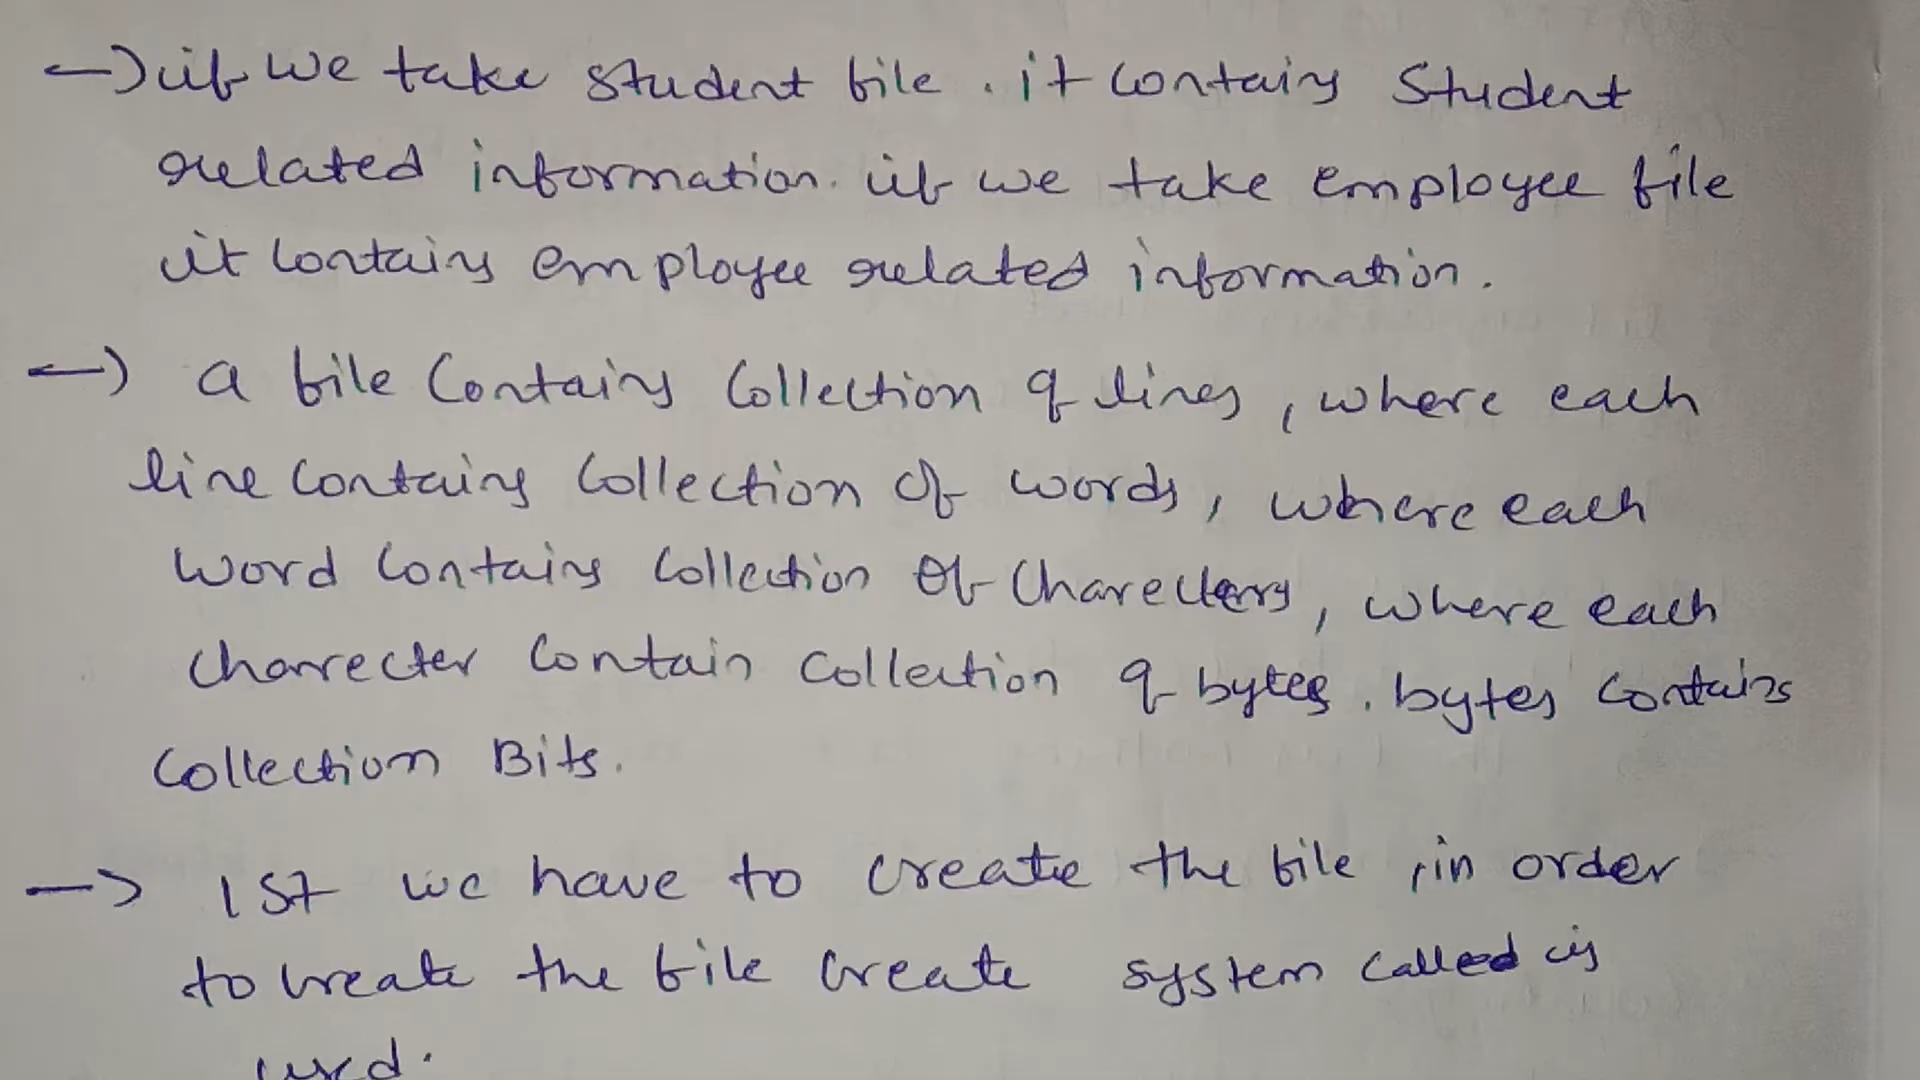 → if we take student file. it contains student
related information. if we take employee file
it contains employee related information.
→ a file contains collection of lines, where each
line contains collection of words, where each
word contains collection of charecters, where each
charrecter contain collection of bytes. bytes contains
collection Bits.
→ 1st we have to create the file, in order
to create the file create system called is
used.